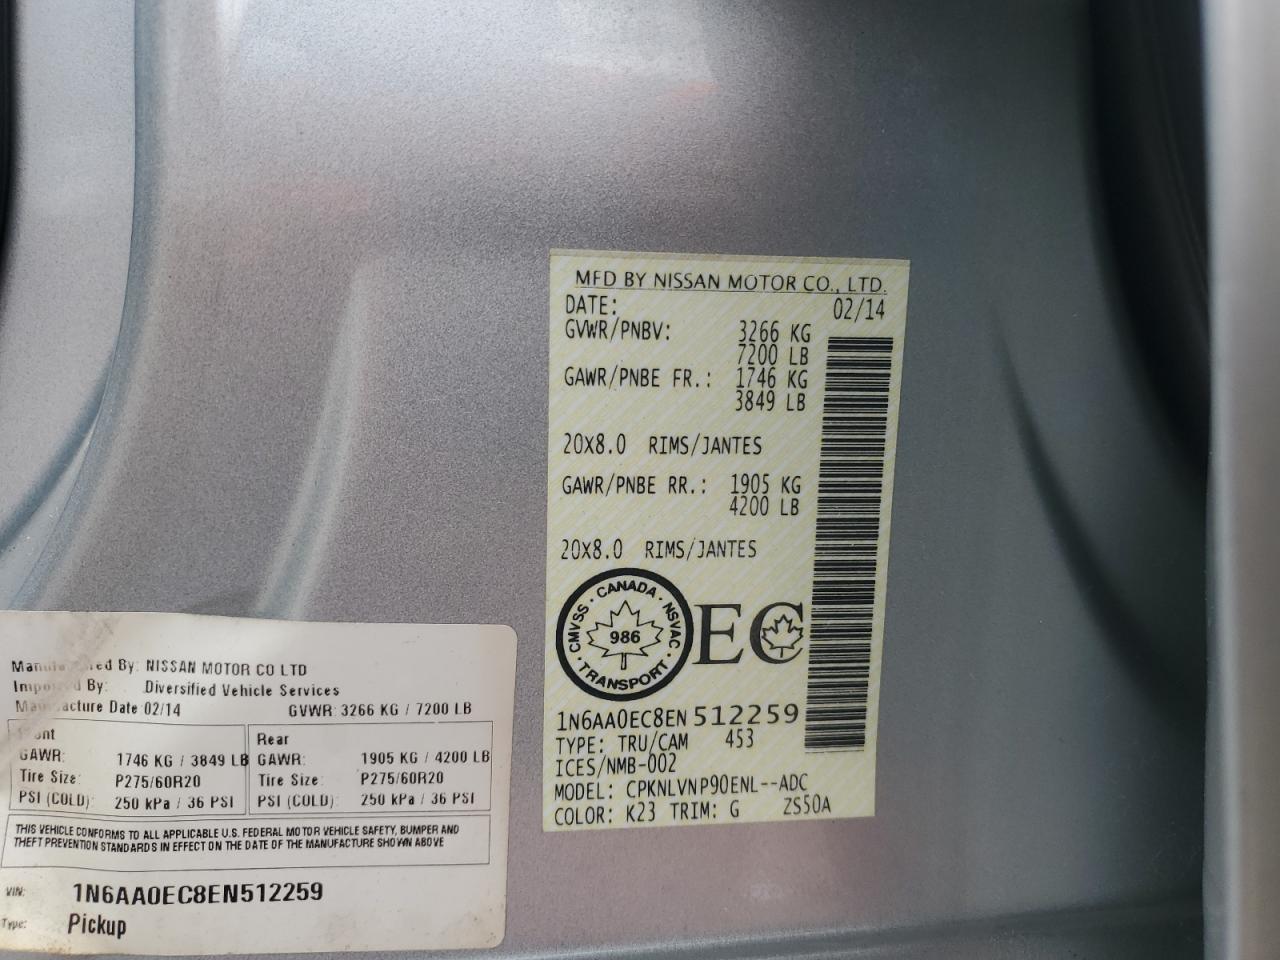 MFD BY NISSAN MOTOR CO., LTD.
DATE: 02/14
GVWR/PNBV: 3266 KG
7200 LB
GAWR/PNBE FR.: 1746 KG
3849 LB
20X8.0 RIMS/JANTES
GAWR/PNBE RR.: 1905 KG
4200 LB
20X8.0 RIMS/JANTES
CANADA · NSVAC · TRANSPORT · CMVSS ·
986
EC
1N6AA0EC8EN512259
TYPE: TRU/CAM 453
ICES/NMB-002
MODEL: CPKNLVNP90ENL--ADC
COLOR: K23 TRIM: G ZS50A
Manufactured By: NISSAN MOTOR CO LTD
Imported By: Diversified Vehicle Services
Manufacture Date 02/14 GVWR: 3266 KG / 7200 LB
Front
GAWR: 1746 KG / 3849 LB
Tire Size: P275/60R20
PSI (COLD): 250 kPa / 36 PSI
Rear
GAWR: 1905 KG / 4200 LB
Tire Size: P275/60R20
PSI (COLD): 250 kPa / 36 PSI
THIS VEHICLE CONFORMS TO ALL APPLICABLE U.S. FEDERAL MOTOR VEHICLE SAFETY, BUMPER AND
THEFT PREVENTION STANDARDS IN EFFECT ON THE DATE OF THE MANUFACTURE SHOWN ABOVE
VIN: 1N6AA0EC8EN512259
Type: Pickup